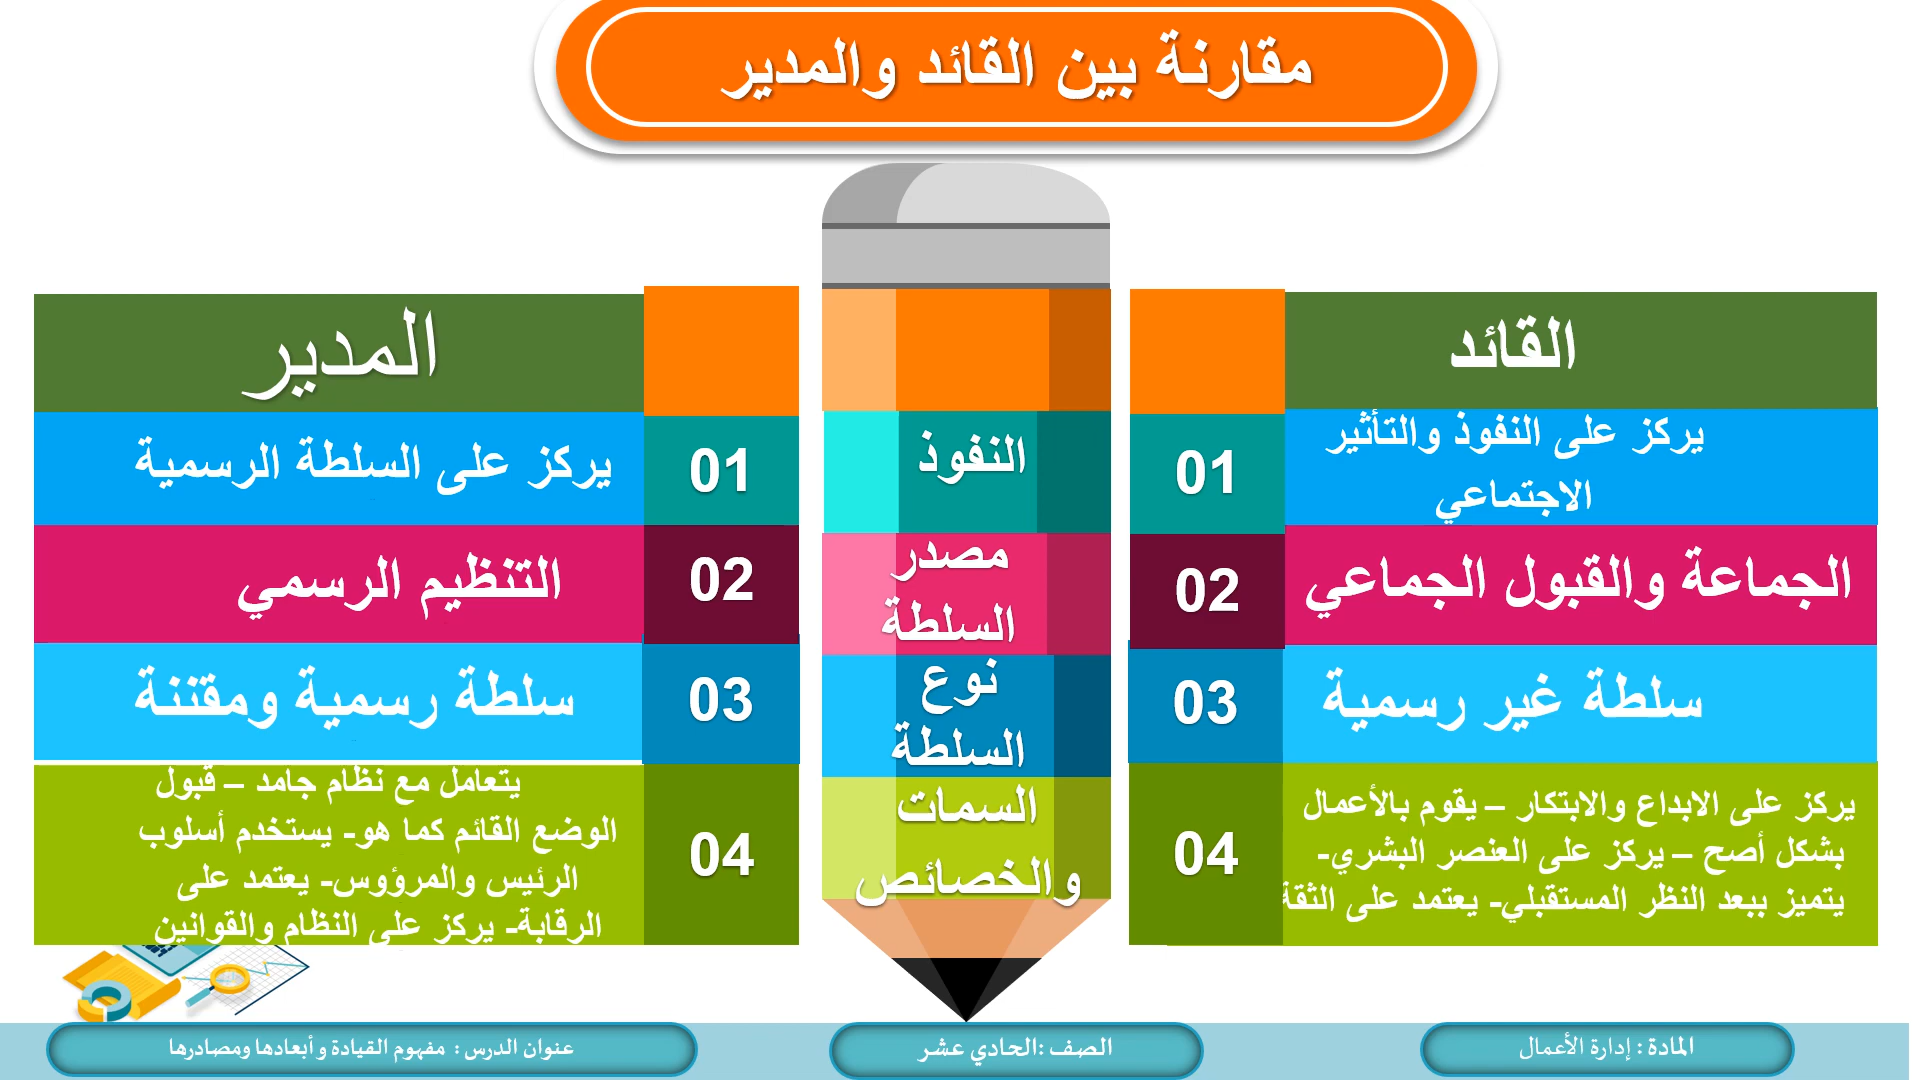 مقارنة بين القائد والمدير
القائد
المدير
النفوذ
01
يركز على النفوذ والتأثير
الاجتماعي
01
يركز على السلطة الرسمية
مصدر
السلطة
02
الجماعة والقبول الجماعي
02
التنظيم الرسمي
نوع
السلطة
03
سلطة غير رسمية
03
سلطة رسمية ومقننة
السمات
والخصائص
04
يركز على الابداع والابتكار – يقوم بالأعمال
بشكل أصح – يركز على العنصر البشري-
يتميز ببعد النظر المستقبلي- يعتمد على الثقة
04
يتعامل مع نظام جامد – قبول
الوضع القائم كما هو- يستخدم أسلوب
الرئيس والمرؤوس- يعتمد على
الرقابة- يركز على النظام والقوانين
المادة : إدارة الأعمال
الصف :الحادي عشر
عنوان الدرس : مفهوم القيادة و أبعادها ومصادرها